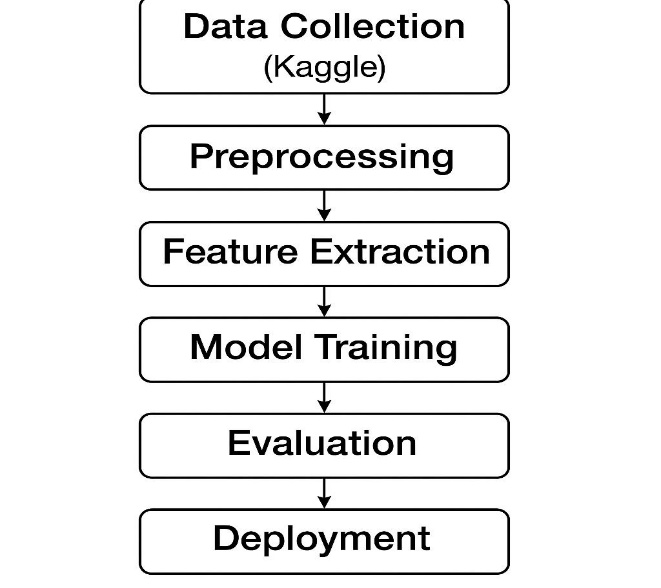 Data Collection
(Kaggle)
Preprocessing
Feature Extraction
Model Training
Evaluation
Deployment